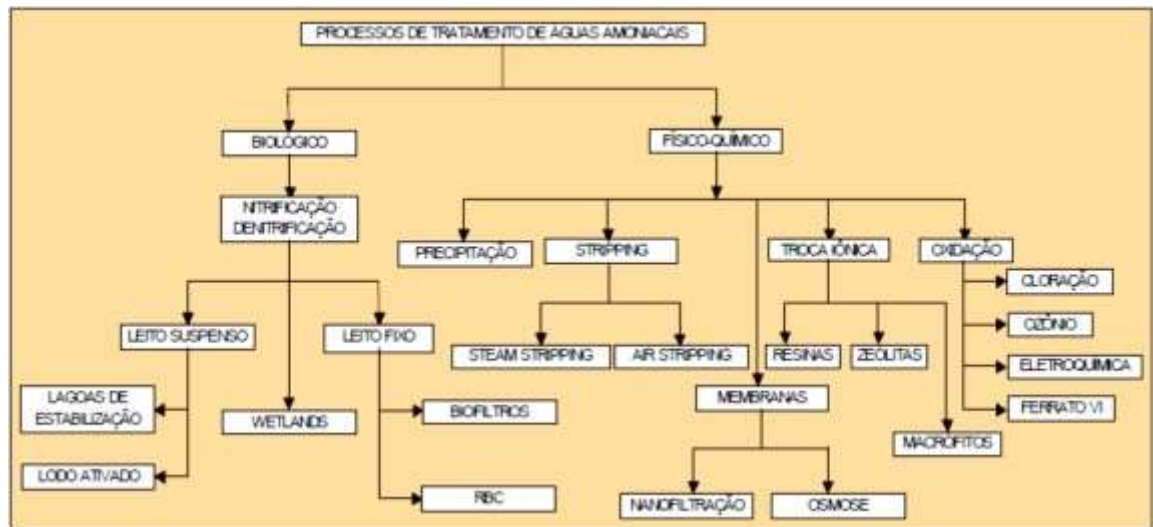 PROCESSOS DE TRATAMENTO DE ÁGUAS AMONIACAIS
BIOLÓGICO
FÍSICO-QUÍMICO
NITRIFICAÇÃO
DENITRIFICAÇÃO
PRECIPITAÇÃO
STRIPPING
TROCA IÔNICA
OXIDAÇÃO
CLORAÇÃO
OZÔNIO
ELETROQUÍMICA
FERRATO VI
LEITO SUSPENSO
LEITO FIXO
STEAM STRIPPING
AIR STRIPPING
RESINAS
ZEOLITAS
LAGOAS DE
ESTABILIZAÇÃO
WETLANDS
BIOFILTROS
MEMBRANAS
MACROFITOS
LODO ATIVADO
RBC
NANOFILTRAÇÃO
OSMOSE